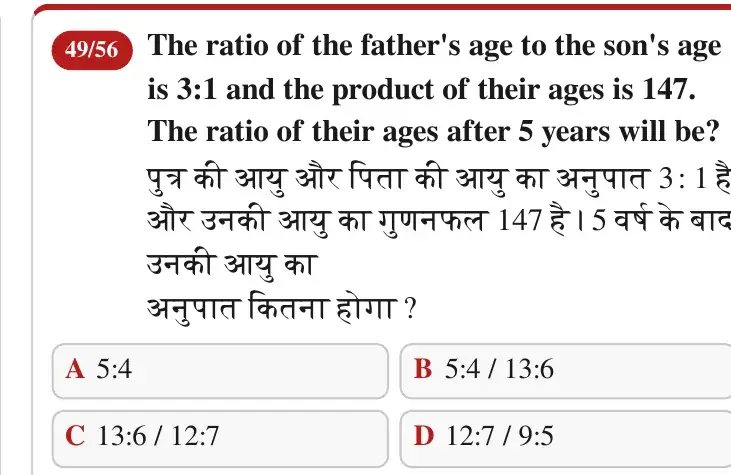 49/56 The ratio of the father's age to the son's age
is 3:1 and the product of their ages is 147.
The ratio of their ages after 5 years will be?
पुत्र की आयु और पिता की आयु का अनुपात 3 : 1 है
और उनकी आयु का गुणनफल 147 है। 5 वर्ष के बाद
उनकी आयु का
अनुपात कितना होगा ?
A 5:4
B 5:4 / 13:6
C 13:6 / 12:7
D 12:7 / 9:5